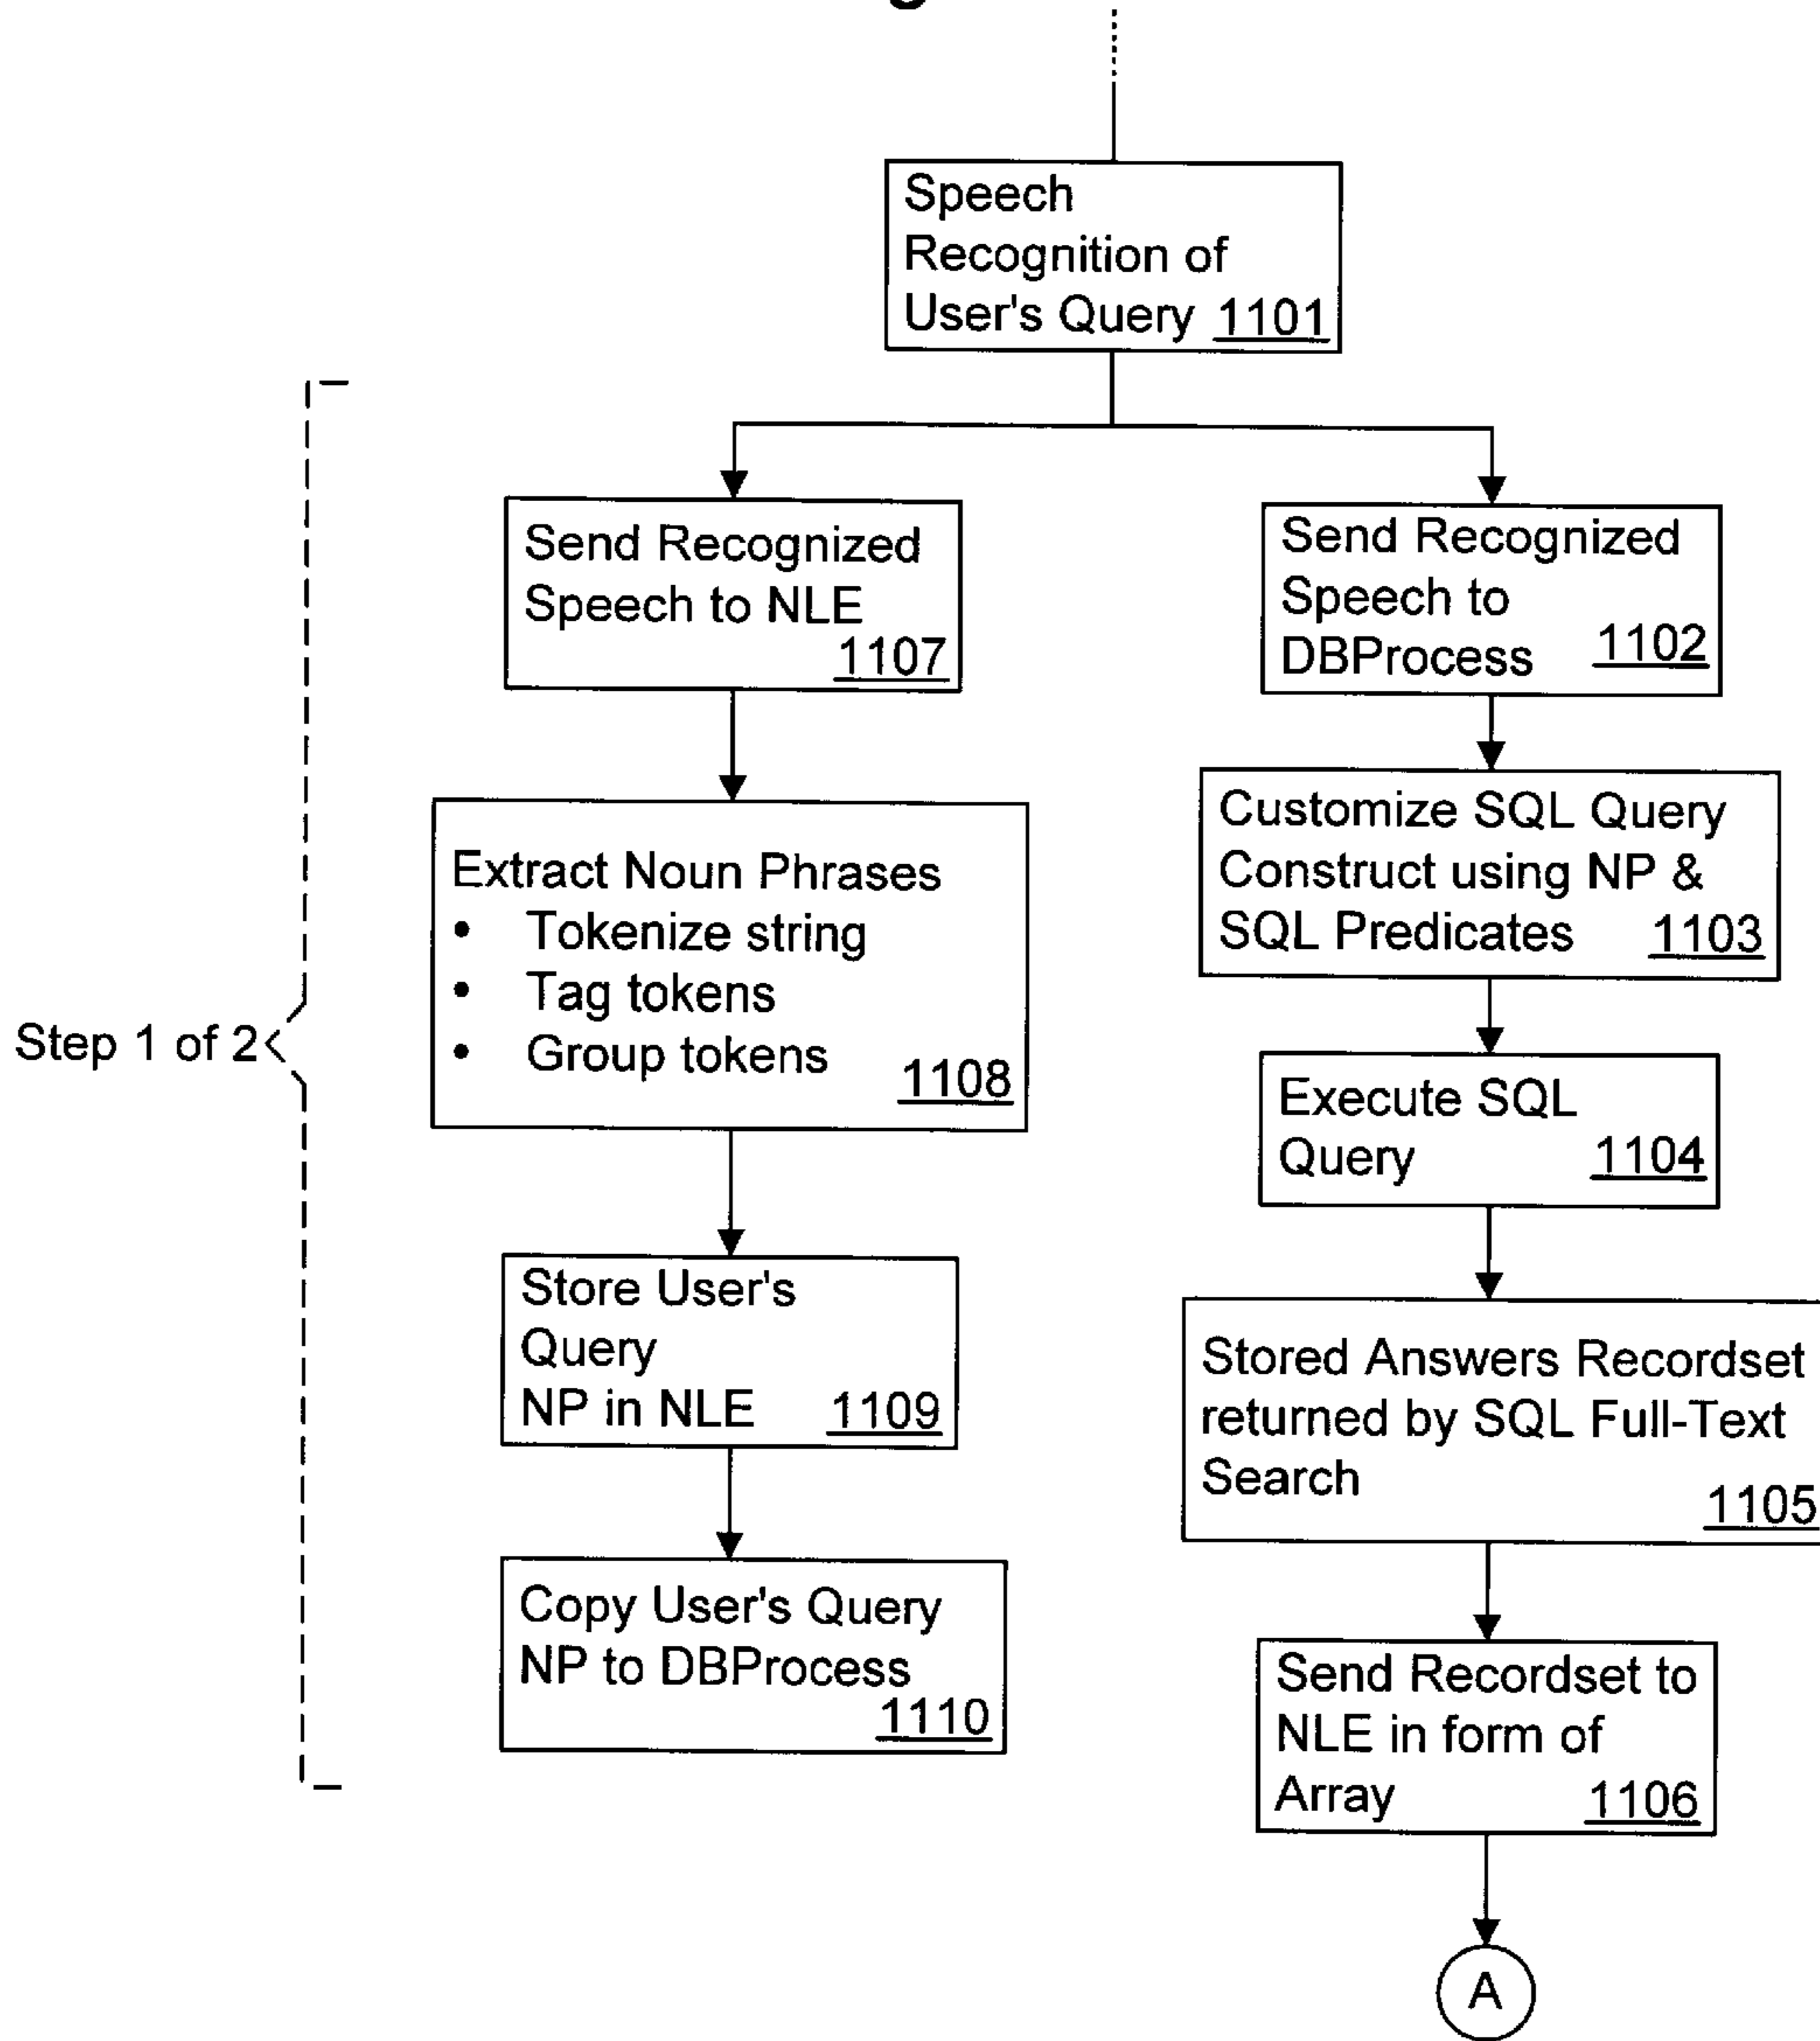 Speech
Recognition of
User's Query 1101
Send Recognized
Speech to NLE
1107
Send Recognized
Speech to
DBProcess 1102
Extract Noun Phrases
• Tokenize string
• Tag tokens
• Group tokens
1108
Customize SQL Query
Construct using NP &
SQL Predicates 1103
Step 1 of 2
Execute SQL
Query 1104
Store User's
Query
NP in NLE 1109
Stored Answers Recordset
returned by SQL Full-Text
Search
1105
Copy User's Query
NP to DBProcess
1110
Send Recordset to
NLE in form of
Array 1106
A